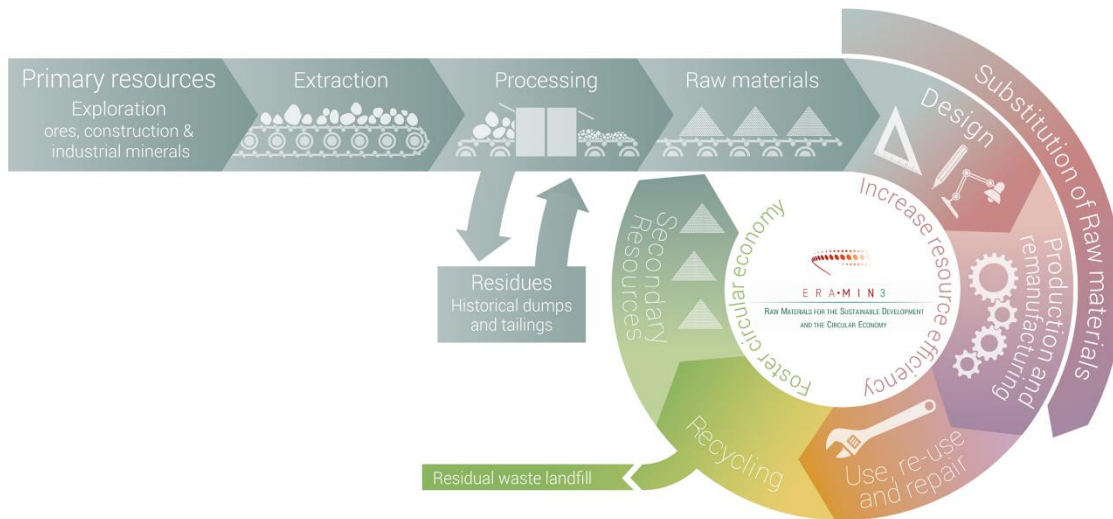 Primary resources
Exploration
ores, construction &
industrial minerals
Extraction
Processing
Raw materials
Design
Substitution of Raw materials
Production and
remanufacturing
Use, re-use
and repair
Recycling
Secondary
Resources
Residues
Historical dumps
and tailings
Residual waste landfill
Foster circular economy
Increase resource efficiency
ERA•MIN3
RAW MATERIALS FOR THE SUSTAINABLE DEVELOPMENT
AND THE CIRCULAR ECONOMY